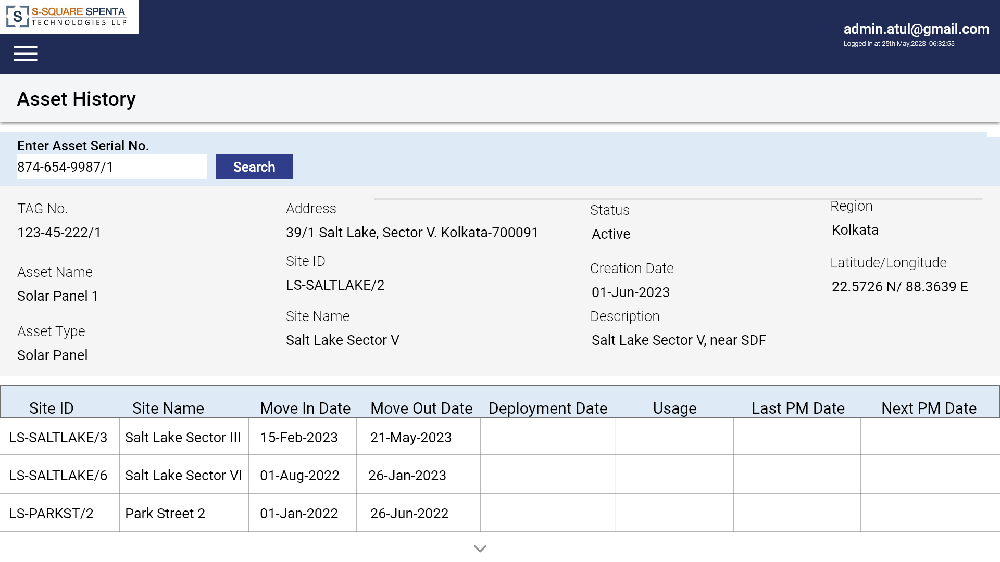 S-SQUARE SPENTA
TECHNOLOGIES LLP
S
admin.atul@gmail.com
Logged in at 25th May,2023 06:32:55
Asset History
Enter Asset Serial No.
874-654-9987/1
Search
TAG No.
123-45-222/1
Asset Name
Solar Panel 1
Asset Type
Solar Panel
Address
39/1 Salt Lake, Sector V. Kolkata-700091
Site ID
LS-SALTLAKE/2
Site Name
Salt Lake Sector V
Status
Active
Creation Date
01-Jun-2023
Description
Salt Lake Sector V, near SDF
Region
Kolkata
Latitude/Longitude
22.5726 N/ 88.3639 E
Site ID Site Name Move In Date Move Out Date Deployment Date Usage Last PM Date Next PM Date
LS-SALTLAKE/3 Salt Lake Sector III 15-Feb-2023 21-May-2023
LS-SALTLAKE/6 Salt Lake Sector VI 01-Aug-2022 26-Jan-2023
LS-PARKST/2 Park Street 2 01-Jan-2022 26-Jun-2022